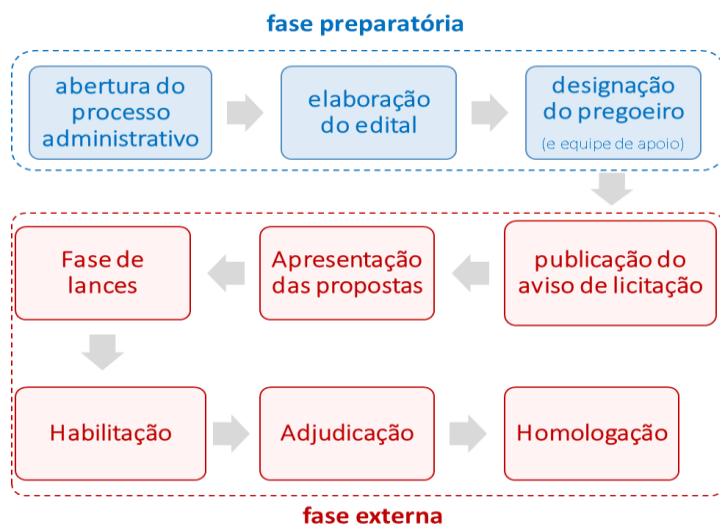 fase preparatória
abertura do
processo
administrativo
elaboração
do edital
designação
do pregoeiro
(e equipe de apoio)
publicação do
aviso de licitação
Apresentação
das propostas
Fase de
lances
Habilitação
Adjudicação
Homologação
fase externa